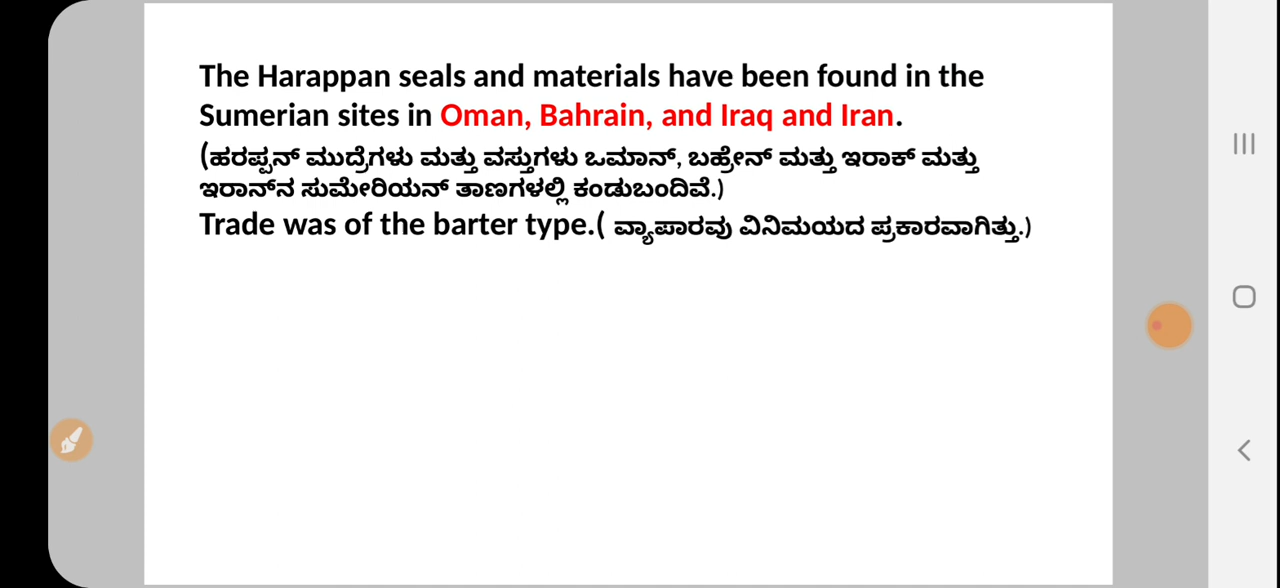 The Harappan seals and materials have been found in the
Sumerian sites in Oman, Bahrain, and Iraq and Iran.
(ಹರಪ್ಪನ್ ಮುದ್ರೆಗಳು ಮತ್ತು ವಸ್ತುಗಳು ಒಮಾನ್, ಬಹ್ರೇನ್ ಮತ್ತು ಇರಾಕ್ ಮತ್ತು
ಇರಾನ್‌ನ ಸುಮೇರಿಯನ್ ತಾಣಗಳಲ್ಲಿ ಕಂಡುಬಂದಿವೆ.)
Trade was of the barter type.( ವ್ಯಾಪಾರವು ವಿನಿಮಯದ ಪ್ರಕಾರವಾಗಿತ್ತು.)